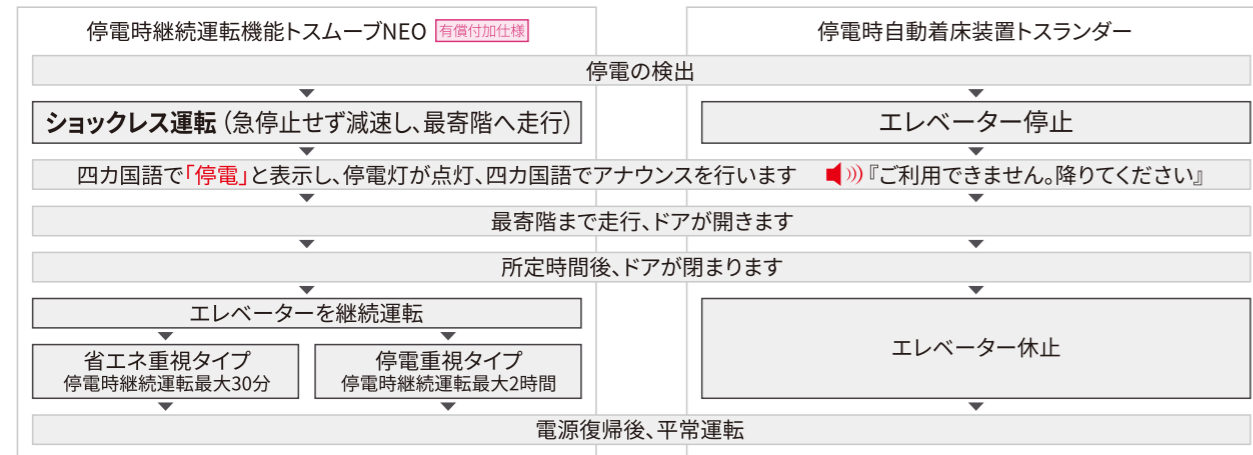 停電時継続運転機能トスムーブNEO 有償付加仕様
停電時自動着床装置トスランダー
停電の検出
ショックレス運転（急停止せず減速し、最寄階へ走行）
エレベーター停止
四カ国語で「停電」と表示し、停電灯が点灯、四カ国語でアナウンスを行います 『ご利用できません。降りてください』
最寄階まで走行、ドアが開きます
所定時間後、ドアが閉まります
エレベーターを継続運転
エレベーター休止
省エネ重視タイプ
停電時継続運転最大30分
停電重視タイプ
停電時継続運転最大2時間
電源復帰後、平常運転